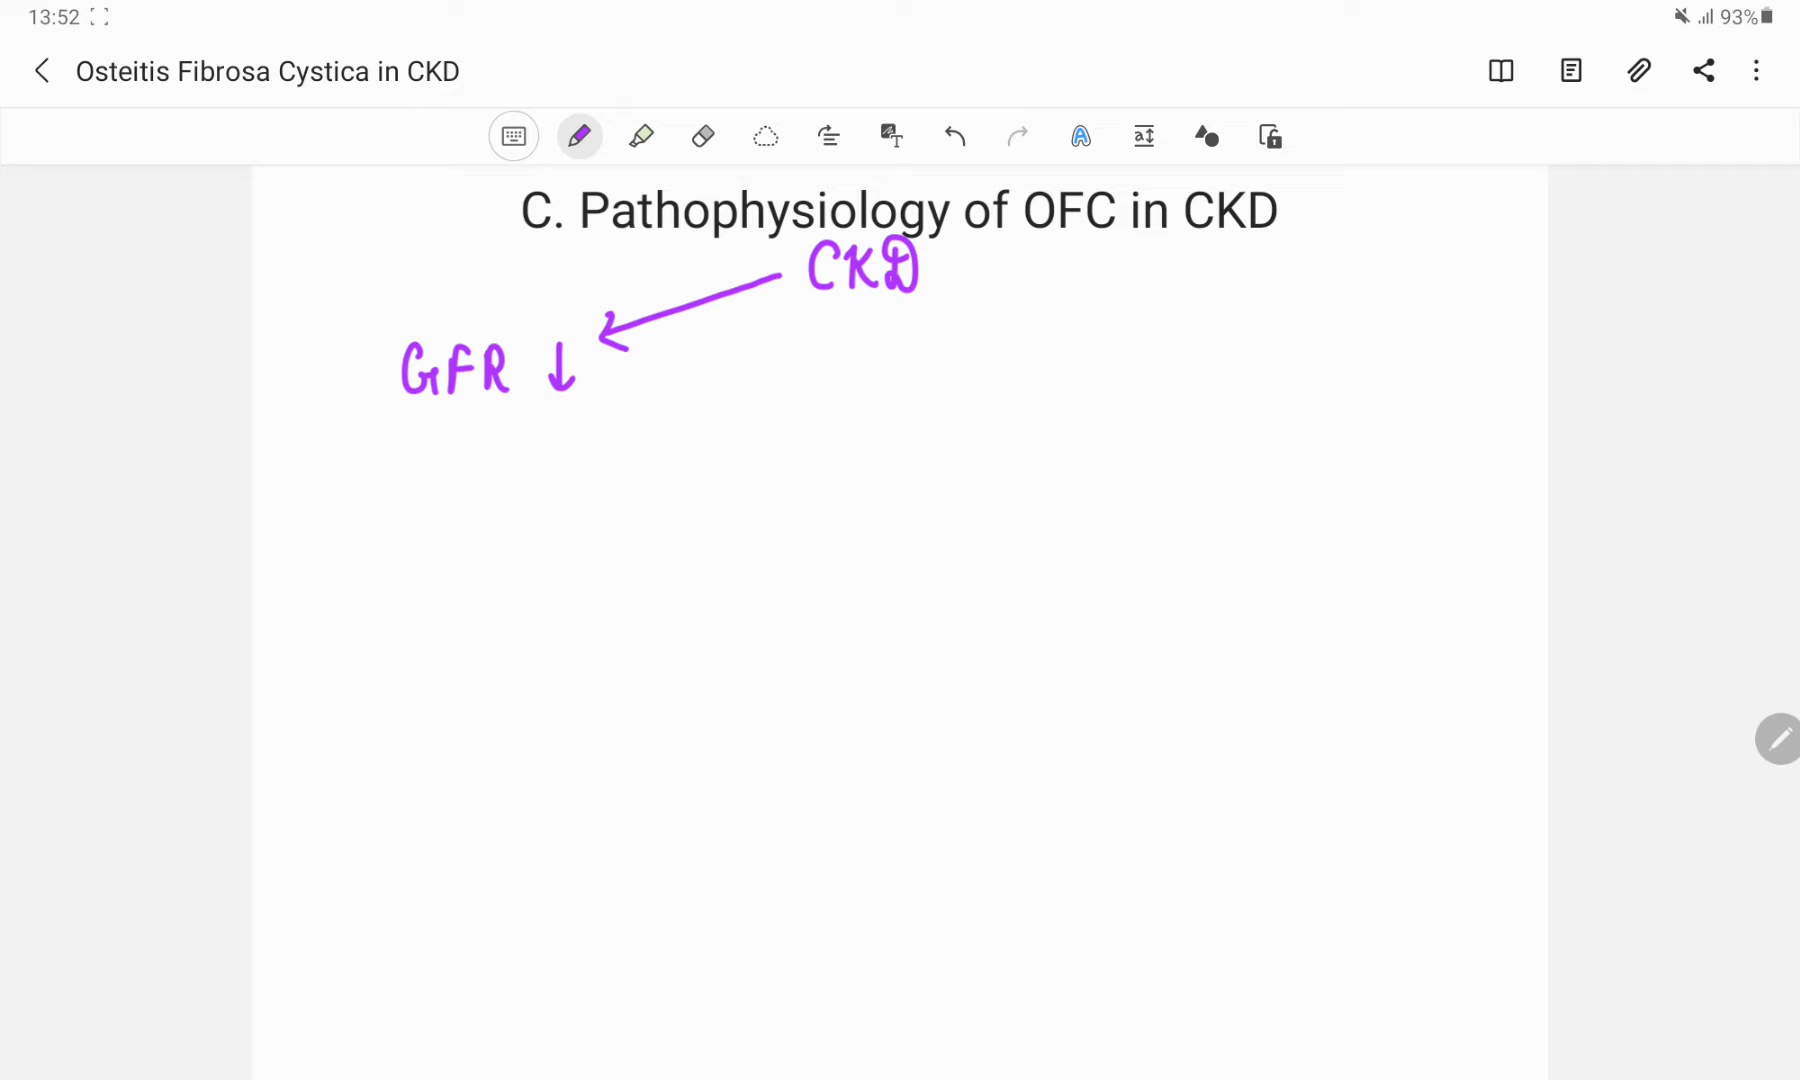 13:52 93%
Osteitis Fibrosa Cystica in CKD
C. Pathophysiology of OFC in CKD
CKD
GFR ↓